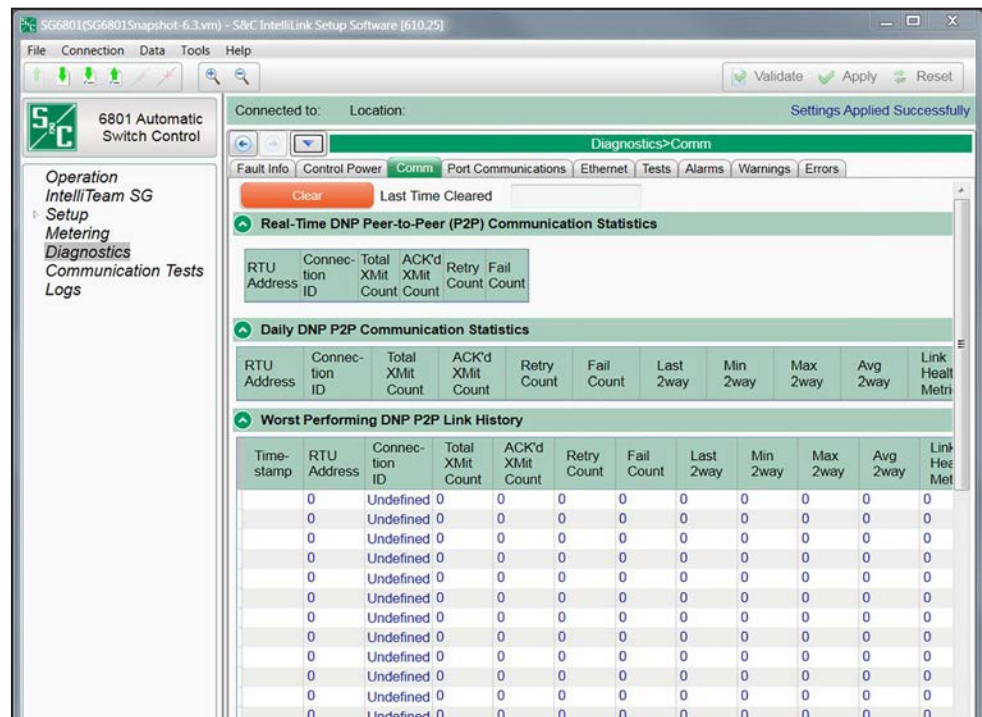 SG6801(SG6801Snapshot-6.3.vm) - S&C IntelliLink Setup Software [610.25]
File Connection Data Tools Help
Validate Apply Reset
S&C
6801 Automatic
Switch Control
Connected to: Location: Settings Applied Successfully
Diagnostics>Comm
Fault Info Control Power Comm Port Communications Ethernet Tests Alarms Warnings Errors
Operation
IntelliTeam SG
Setup
Metering
Diagnostics
Communication Tests
Logs
Clear Last Time Cleared
Real-Time DNP Peer-to-Peer (P2P) Communication Statistics
RTU Address Connec-tion ID Total XMit Count ACK'd XMit Count Retry Count Fail Count
Daily DNP P2P Communication Statistics
RTU Address Connec-tion ID Total XMit Count ACK'd XMit Count Retry Count Fail Count Last 2way Min 2way Max 2way Avg 2way Link Healt Metri
Worst Performing DNP P2P Link History
Time-stamp RTU Address Connec-tion ID Total XMit Count ACK'd XMit Count Retry Count Fail Count Last 2way Min 2way Max 2way Avg 2way Link Hea Met
0 Undefined 0 0 0 0 0 0 0 0 0
0 Undefined 0 0 0 0 0 0 0 0 0
0 Undefined 0 0 0 0 0 0 0 0 0
0 Undefined 0 0 0 0 0 0 0 0 0
0 Undefined 0 0 0 0 0 0 0 0 0
0 Undefined 0 0 0 0 0 0 0 0 0
0 Undefined 0 0 0 0 0 0 0 0 0
0 Undefined 0 0 0 0 0 0 0 0 0
0 Undefined 0 0 0 0 0 0 0 0 0
0 Undefined 0 0 0 0 0 0 0 0 0
0 Undefined 0 0 0 0 0 0 0 0 0
0 Undefined 0 0 0 0 0 0 0 0 0